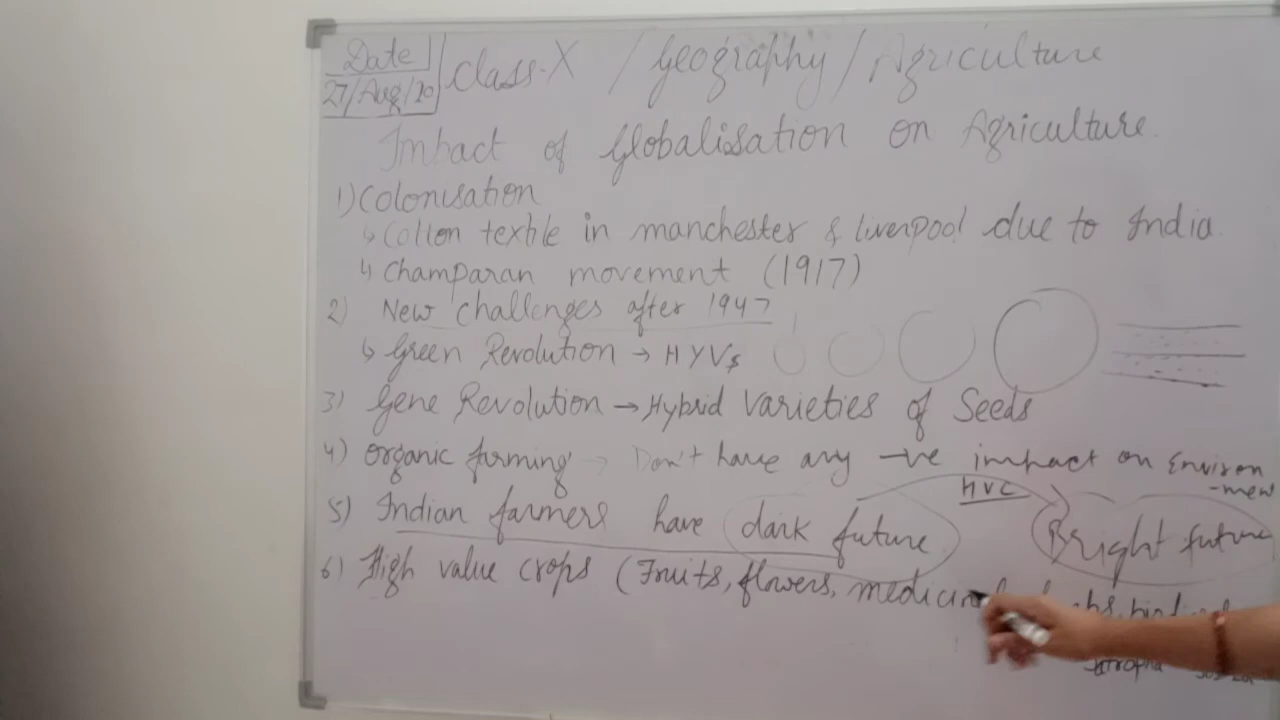 Date
27/Aug/20
Class-X / Geography / Agriculture
Impact of Globalisation on Agriculture.
1) Colonisation
↳ Cotton textile in manchester & liverpool due to India.
↳ Champaran movement (1917)
2) New challenges after 1947
↳ Green Revolution → HYVs
3) Gene Revolution → Hybrid Varieties of Seeds
4) Organic farming → Don't have any -ve impact on Environ
-men
HVC
5) Indian farmers have dark future Bright future
6) High value crops (Fruits, flowers, medicinal
Jatropha